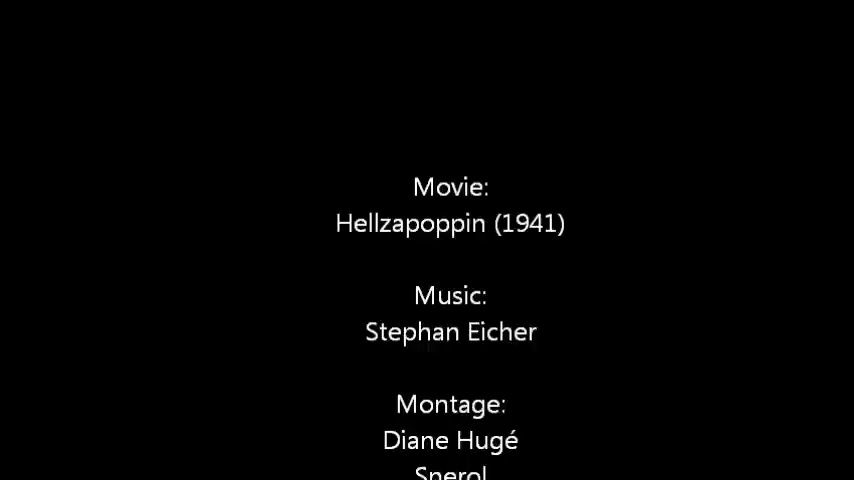 Movie:
Hellzapoppin (1941)
Music:
Stephan Eicher
Montage:
Diane Hugé